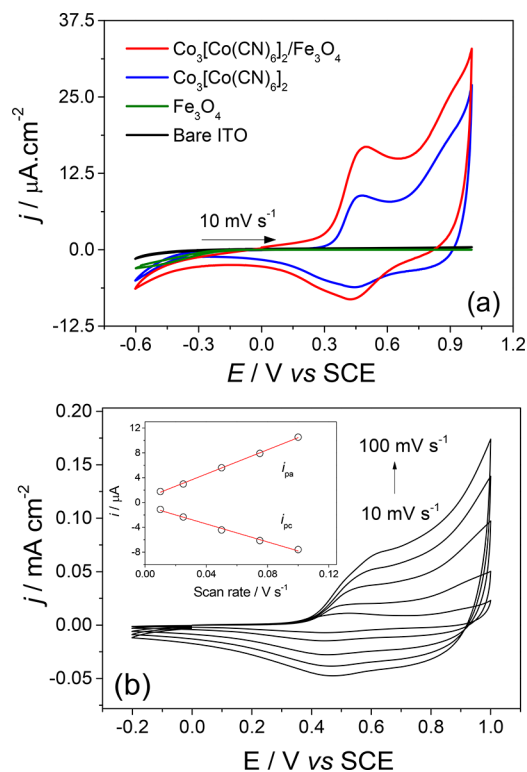 37.5
25.0
12.5
0.0
-12.5
j / μA.cm⁻²
Co₃[Co(CN)₆]₂/Fe₃O₄
Co₃[Co(CN)₆]₂
Fe₃O₄
Bare ITO
10 mV s⁻¹
(a)
-0.6 -0.3 0.0 0.3 0.6 0.9 1.2
E / V vs SCE
0.20
0.15
0.10
0.05
0.00
-0.05
j / mA cm⁻²
12
8
4
0
-4
-8
i / μA
iₚₐ
iₚ꜀
0.00 0.05 0.10
Scan rate / V s⁻¹
100 mV s⁻¹
10 mV s⁻¹
(b)
-0.2 0.0 0.2 0.4 0.6 0.8 1.0
E / V vs SCE